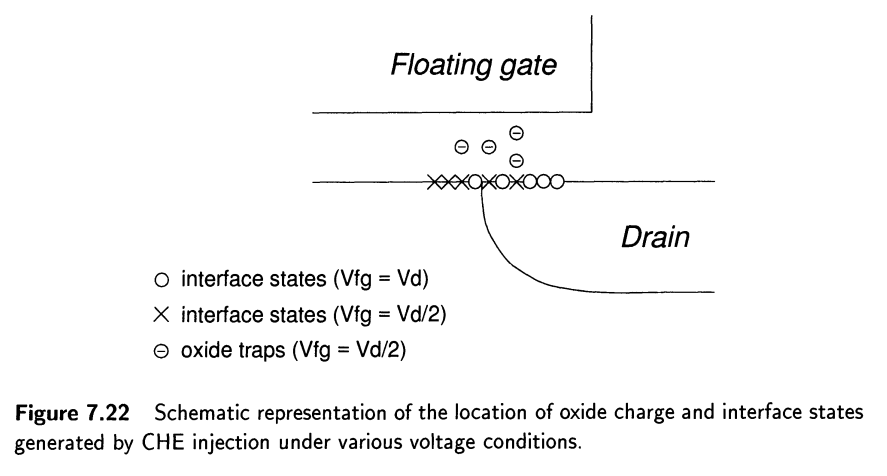 Floating gate
Drain
○ interface states (Vfg = Vd)
× interface states (Vfg = Vd/2)
⊖ oxide traps (Vfg = Vd/2)
Figure 7.22 Schematic representation of the location of oxide charge and interface states
generated by CHE injection under various voltage conditions.